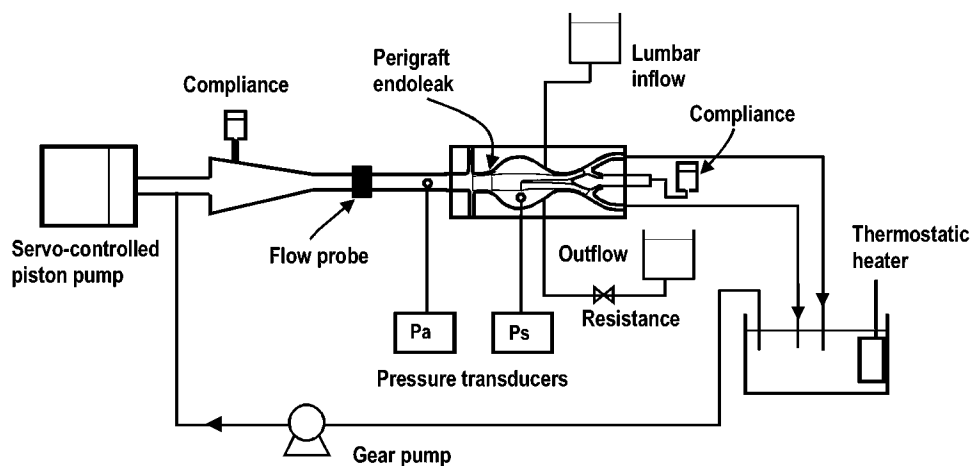 Perigraft
endoleak
Lumbar
inflow
Compliance
Compliance
Servo-controlled
piston pump
Flow probe
Outflow
Thermostatic
heater
Resistance
Pa
Ps
Pressure transducers
Gear pump